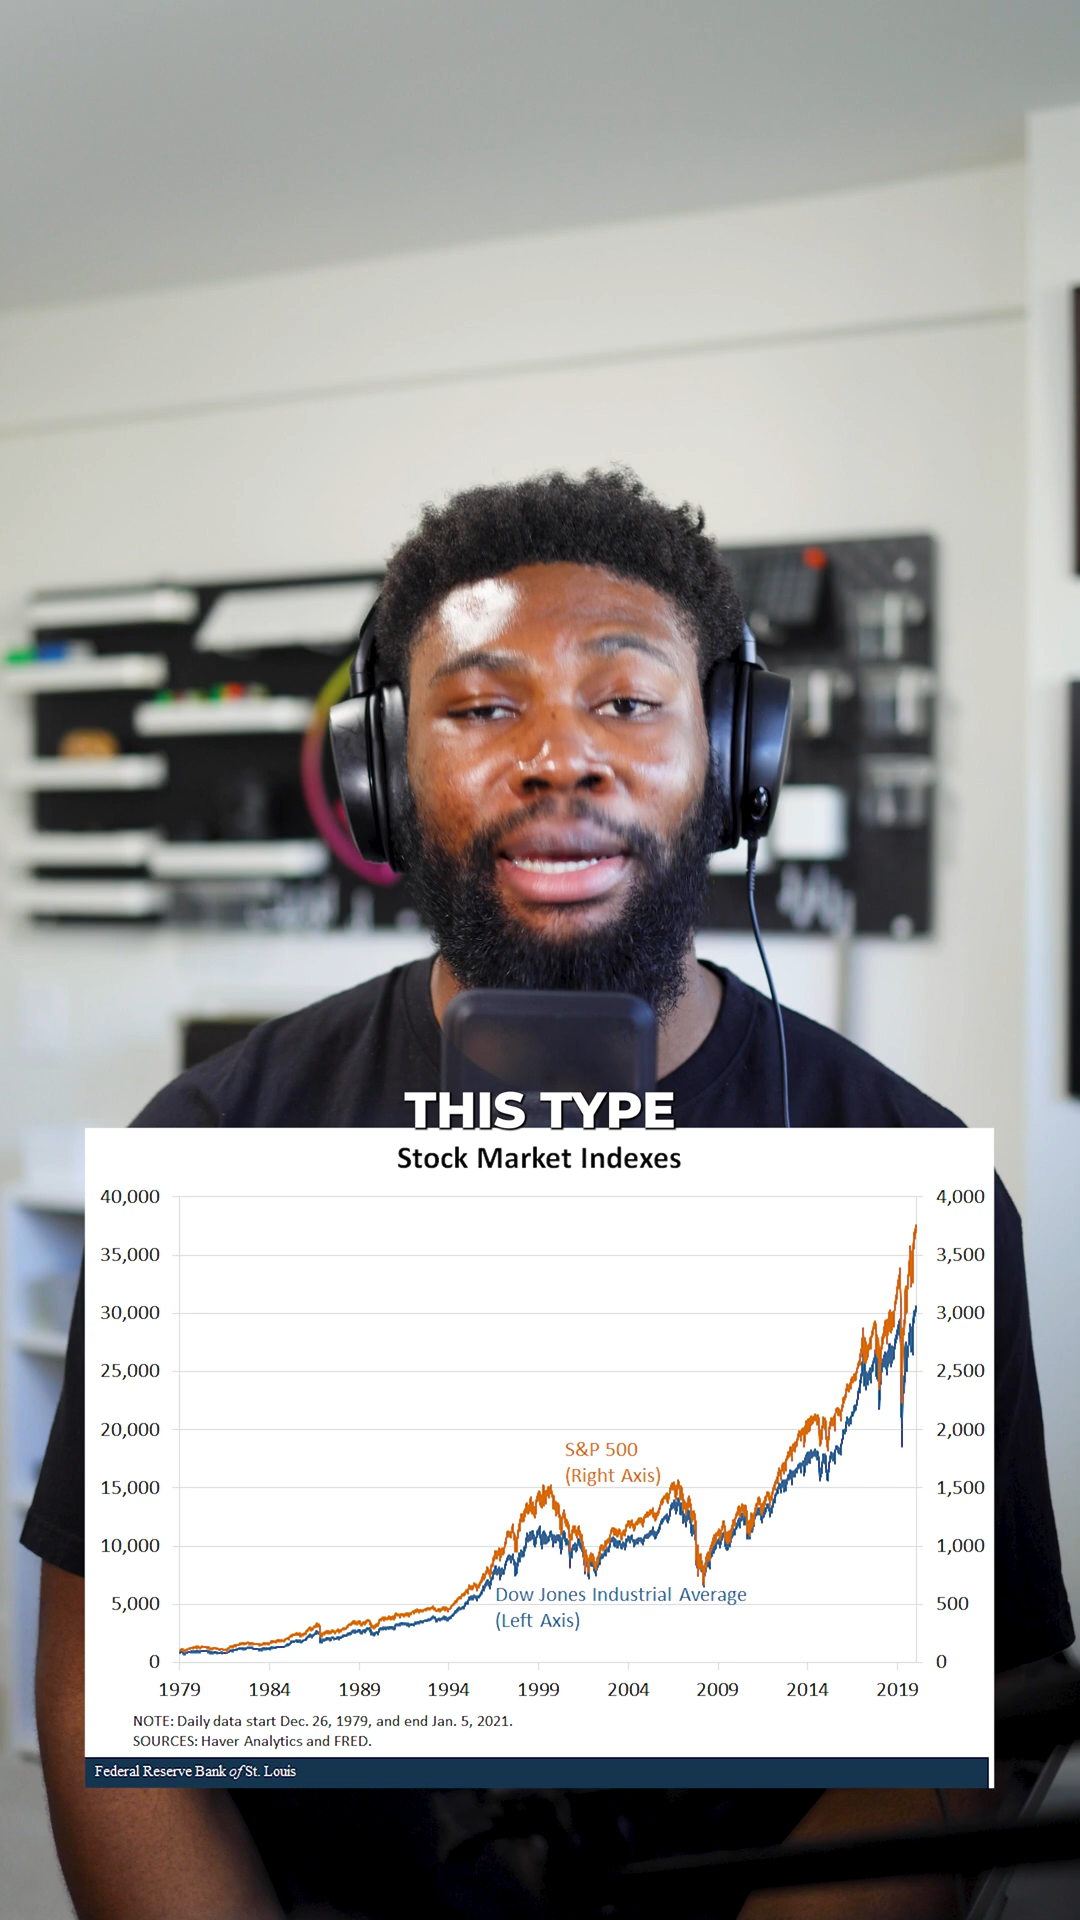 THIS TYPE
Stock Market Indexes
40,000
35,000
30,000
25,000
20,000
15,000
10,000
5,000
0
4,000
3,500
3,000
2,500
2,000
1,500
1,000
500
0
S&P 500
(Right Axis)
Dow Jones Industrial Average
(Left Axis)
1979 1984 1989 1994 1999 2004 2009 2014 2019
NOTE: Daily data start Dec. 26, 1979, and end Jan. 5, 2021.
SOURCES: Haver Analytics and FRED.
Federal Reserve Bank of St. Louis